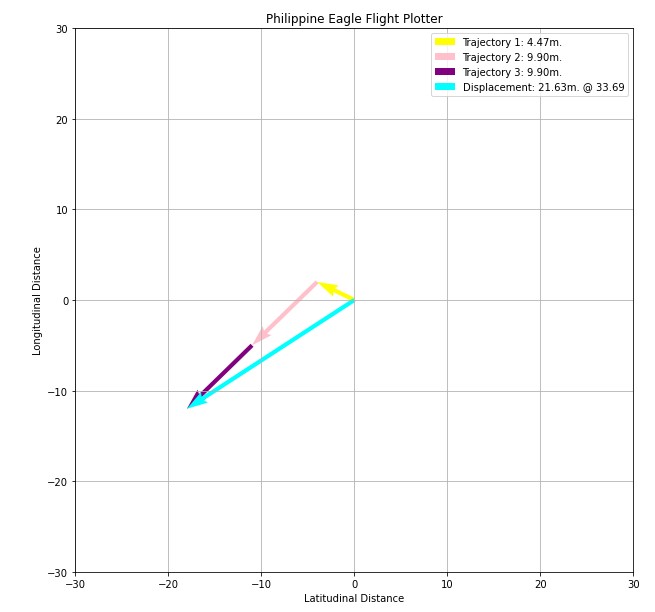 Philippine Eagle Flight Plotter
Trajectory 1: 4.47m.
Trajectory 2: 9.90m.
Trajectory 3: 9.90m.
Displacement: 21.63m. @ 33.69
30
20
10
0
−10
−20
−30
Longitudinal Distance
−30 −20 −10 0 10 20 30
Latitudinal Distance